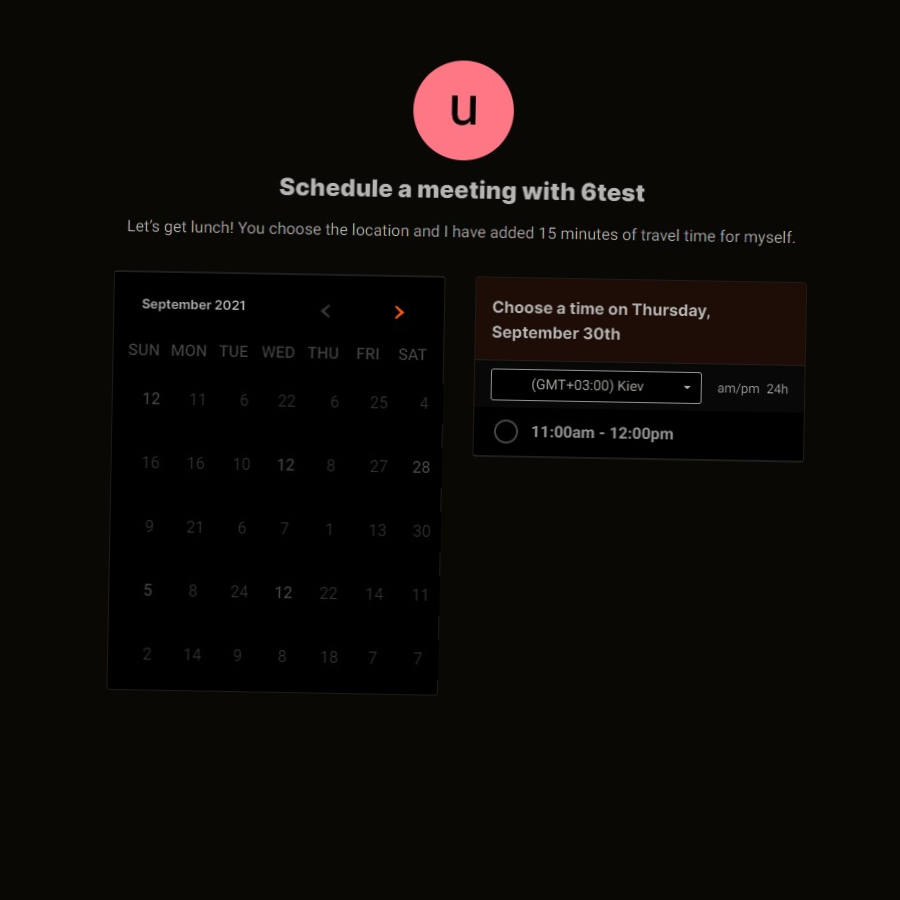 u
Schedule a meeting with 6test
Let's get lunch! You choose the location and I have added 15 minutes of travel time for myself.
September 2021
SUN MON TUE WED THU FRI SAT
12 11 6 22 6 25 4
16 16 10 12 8 27 28
9 21 6 7 1 13 30
5 8 24 12 22 14 11
2 14 9 8 18 7 7
Choose a time on Thursday,
September 30th
(GMT+03:00) Kiev
am/pm 24h
11:00am - 12:00pm